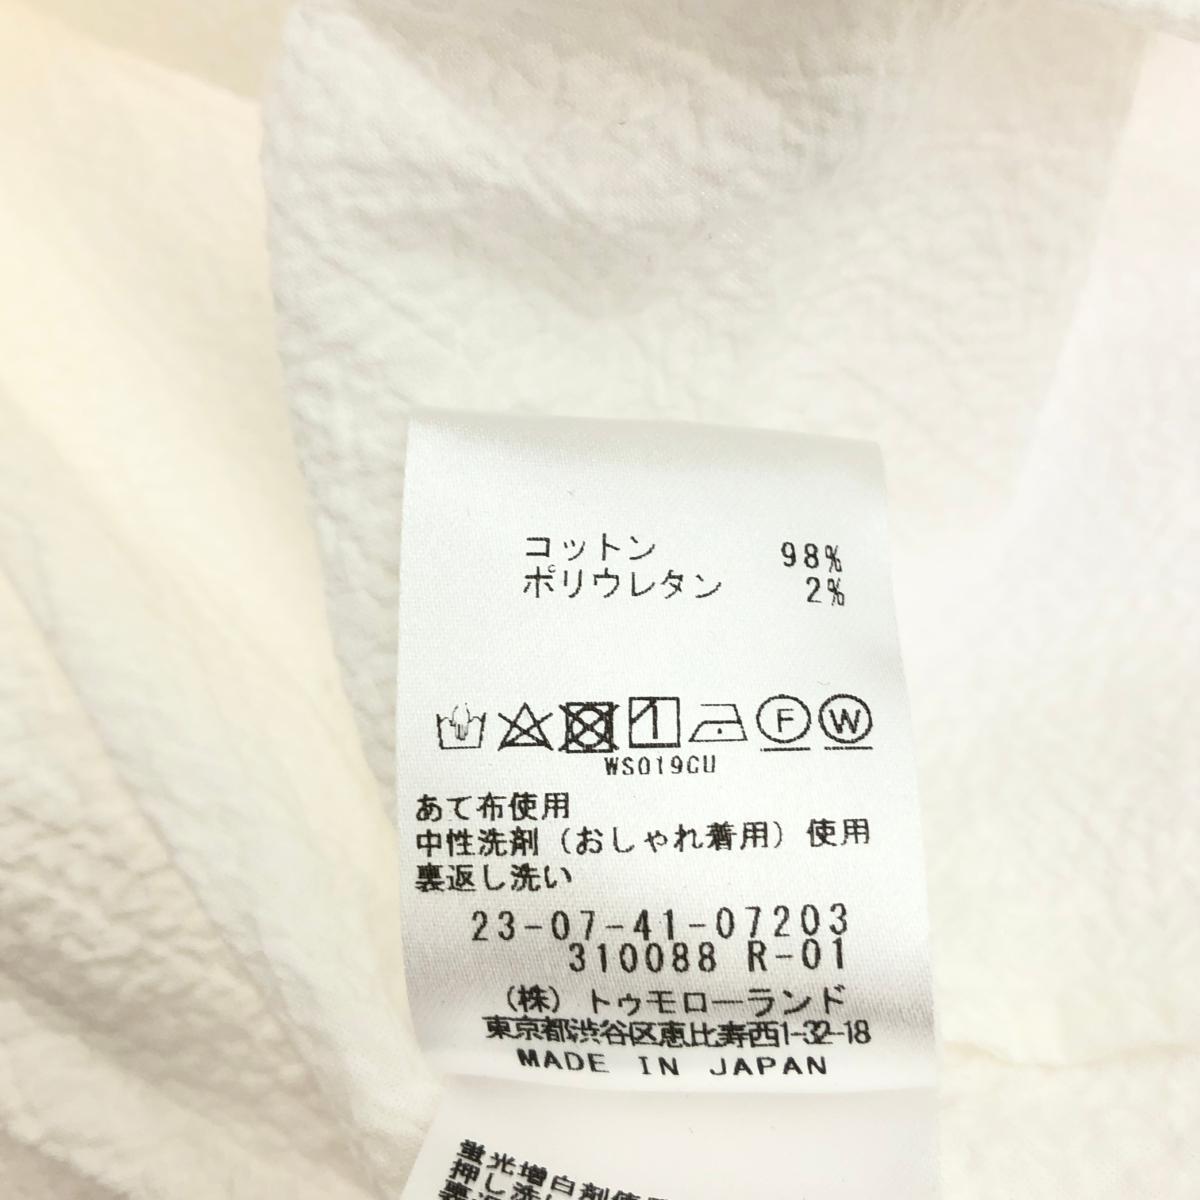 コットン 98%
ポリウレタン 2%
F W
WS019CU
あて布使用
中性洗剤(おしゃれ着用)使用
裏返し洗い
23-07-41-07203
310088 R-01
(株)トゥモローランド
東京都渋谷区恵比寿西1-32-18
MADE IN JAPAN
蛍光増白剤使
押し洗い
裏返